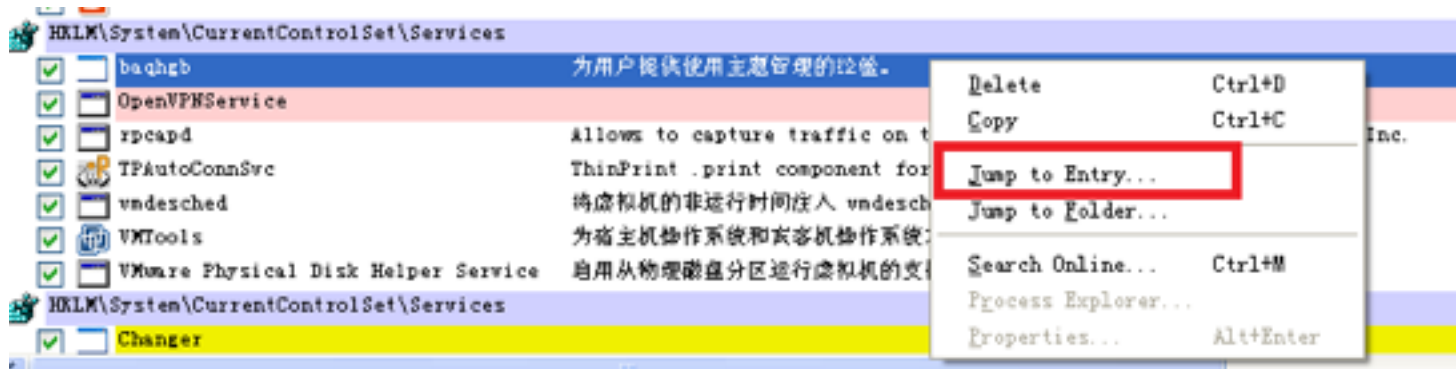 HKLM\System\CurrentControlSet\Services
baqhgb 为用户提供使用主题管理的
OpenVPNService
rpcapd Allows to capture traffic on t Inc.
TPAutoConnSvc ThinPrint .print component for
vmdesched 将虚拟机的非运行时间注入 vmdesch
VMTools 为宿主机操作系统和宾客机操作系统
VMware Physical Disk Helper Service 启用从物理磁盘分区运行虚拟机的支
HKLM\System\CurrentControlSet\Services
Changer
Delete Ctrl+D
Copy Ctrl+C
Jump to Entry...
Jump to Folder...
Search Online... Ctrl+M
Process Explorer...
Properties... Alt+Enter